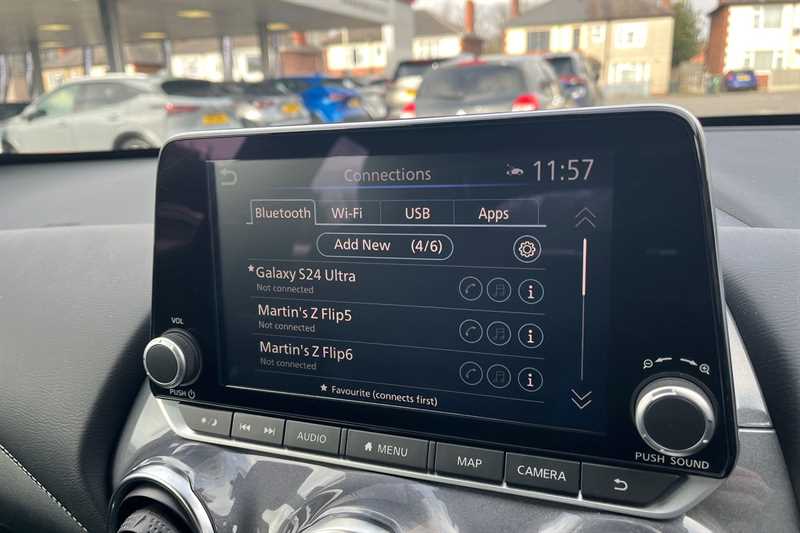 Connections
11:57
Bluetooth Wi-Fi USB Apps
Add New (4/6)
Galaxy S24 Ultra
Not connected
Martin's Z Flip5
Not connected
Martin's Z Flip6
Not connected
★ Favourite (connects first)
VOL
PUSH
AUDIO
MENU
MAP
CAMERA
PUSH SOUND